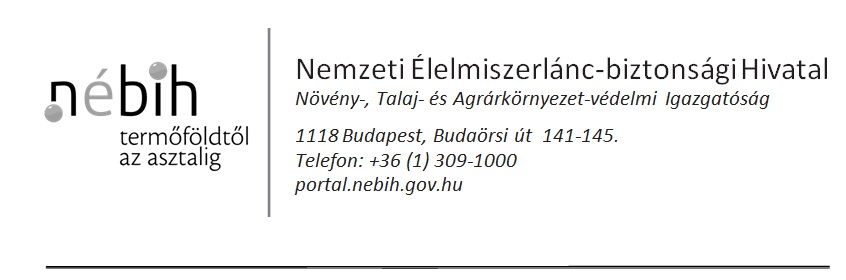 nébih
termőföldtől
az asztalig
Nemzeti Élelmiszerlánc-biztonsági Hivatal
Növény-, Talaj- és Agrárkörnyezet-védelmi Igazgatóság
1118 Budapest, Budaörsi út 141-145.
Telefon: +36 (1) 309-1000
portal.nebih.gov.hu